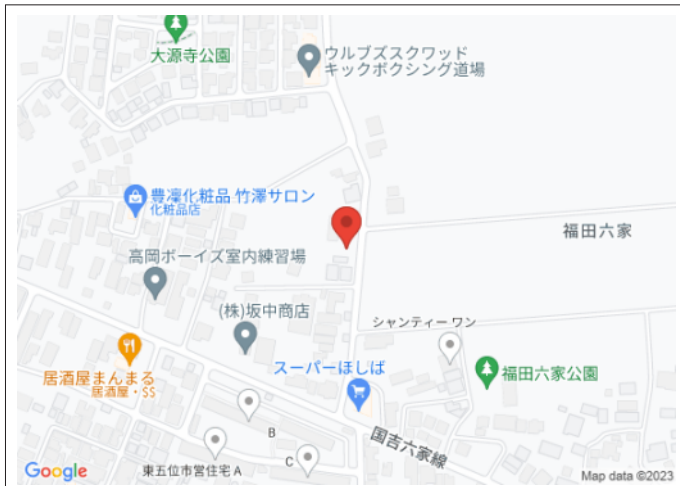 大源寺公園
ウルブズスクワッド
キックボクシング道場
豊凜化粧品 竹澤サロン
化粧品店
福田六家
高岡ボーイズ室内練習場
(株)坂中商店
シャンティー ワン
居酒屋まんまる
居酒屋・$$
スーパーほしば
福田六家公園
B
国吉六家線
C
東五位市営住宅 A
Google
Map data ©2023